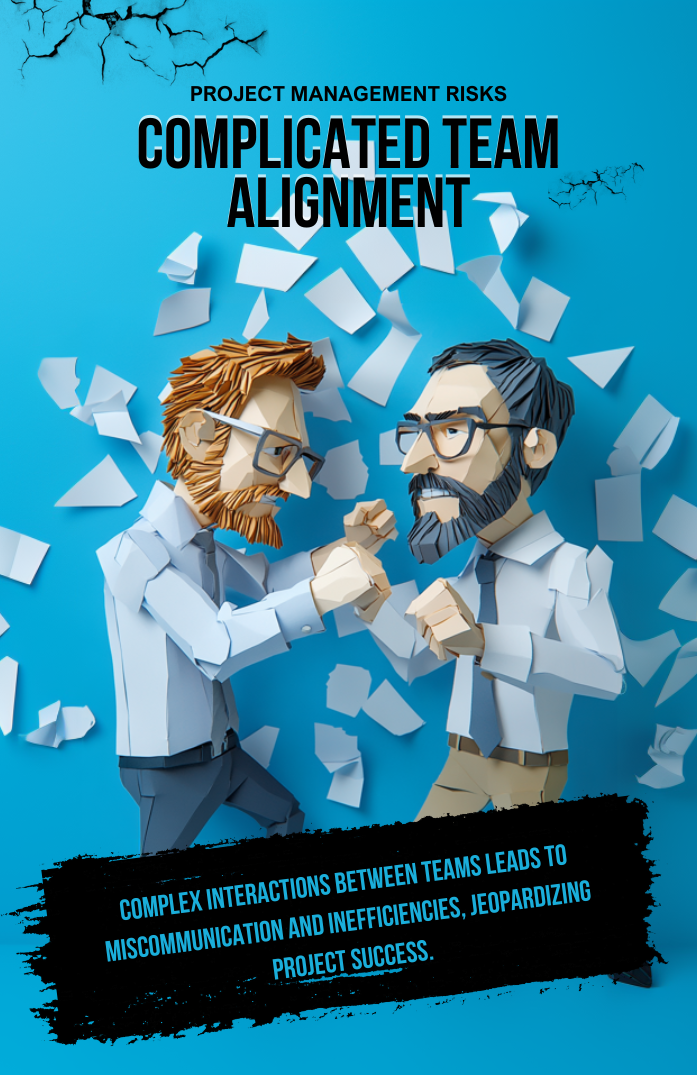 PROJECT MANAGEMENT RISKS
COMPLICATED TEAM
ALIGNMENT
COMPLEX INTERACTIONS BETWEEN TEAMS LEADS TO
MISCOMMUNICATION AND INEFFICIENCIES, JEOPARDIZING
PROJECT SUCCESS.